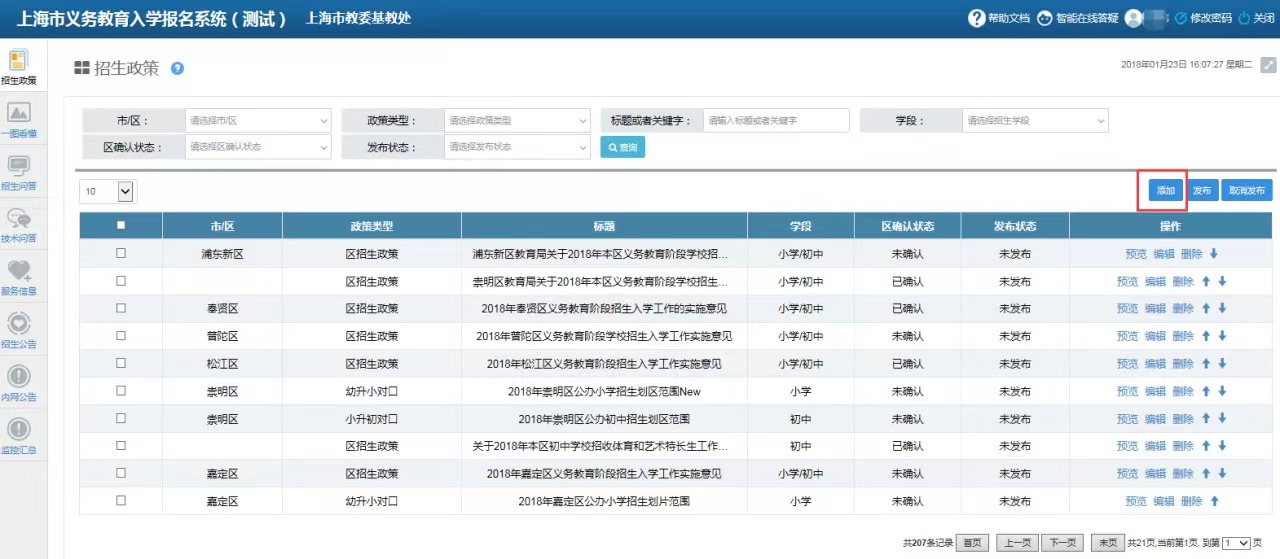 上海市义务教育入学报名系统（测试） 上海市教委基教处 帮助文档 智能在线答疑 修改密码 关闭
招生政策
一图看懂
招生问答
技术问答
服务信息
招生公告
内网公告
监控汇总
招生政策 2018年01月23日 16:07:27 星期二
市/区： 请选择市/区 政策类型： 请选择政策类型 标题或者关键字： 请输入标题或者关键字 学段： 请选择招生学段
区确认状态： 请选择区确认状态 发布状态： 请选择发布状态 查询
10 添加 发布 取消发布
市/区 政策类型 标题 学段 区确认状态 发布状态 操作
浦东新区 区招生政策 浦东新区教育局关于2018年本区义务教育阶段学校招... 小学/初中 未确认 未发布 预览 编辑 删除
区招生政策 崇明区教育局关于2018年本区义务教育阶段学校招生... 小学/初中 已确认 未发布 预览 编辑 删除
奉贤区 区招生政策 2018年奉贤区义务教育阶段招生入学工作的实施意见 小学/初中 已确认 未发布 预览 编辑 删除
普陀区 区招生政策 2018年普陀区义务教育阶段学校招生入学工作实施意见 小学/初中 未确认 未发布 预览 编辑 删除
松江区 区招生政策 2018年松江区义务教育阶段招生入学工作实施意见 小学/初中 已确认 未发布 预览 编辑 删除
崇明区 幼升小对口 2018年崇明区公办小学招生划区范围New 小学 未确认 未发布 预览 编辑 删除
崇明区 小升初对口 2018年崇明区公办初中招生划区范围 初中 未确认 未发布 预览 编辑 删除
区招生政策 关于2018年本区初中学校招收体育和艺术特长生工作... 初中 已确认 未发布 预览 编辑 删除
嘉定区 区招生政策 2018年嘉定区义务教育阶段招生入学工作实施意见 小学/初中 未确认 未发布 预览 编辑 删除
嘉定区 幼升小对口 2018年嘉定区公办小学招生划片范围 小学 未确认 未发布 预览 编辑 删除
共207条记录 首页 上一页 下一页 末页 共21页,当前第1页, 到第 1 页